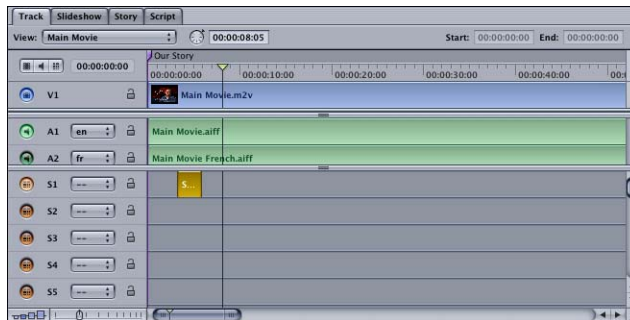 Track Slideshow Story Script
View: Main Movie 00:00:08:05 Start: 00:00:00:00 End: 00:00:00:00
Our Story
00:00:00:00 00:00:00:00 00:00:10:00 00:00:20:00 00:00:30:00 00:00:40:00 00:0
V1 Main Movie.m2v
A1 en Main Movie.aiff
A2 fr Main Movie French.aiff
S1 -- S...
S2 --
S3 --
S4 --
S5 --